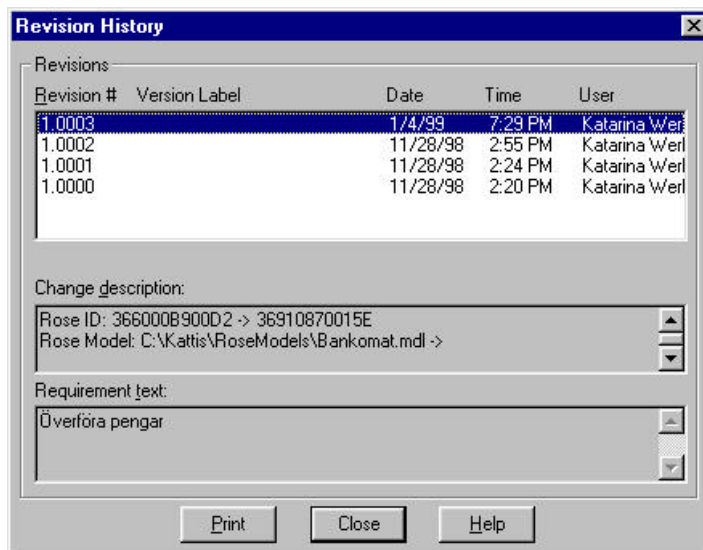 Revision History
Revisions
Revision # Version Label Date Time User
1.0003 1/4/99 7:29 PM Katarina Wer
1.0002 11/28/98 2:55 PM Katarina Werl
1.0001 11/28/98 2:24 PM Katarina Werl
1.0000 11/28/98 2:20 PM Katarina Werl
Change description:
Rose ID: 366000B900D2 -> 36910870015E
Rose Model: C:\Kattis\RoseModels\Bankomat.mdl ->
Requirement text:
Överföra pengar
Print Close Help